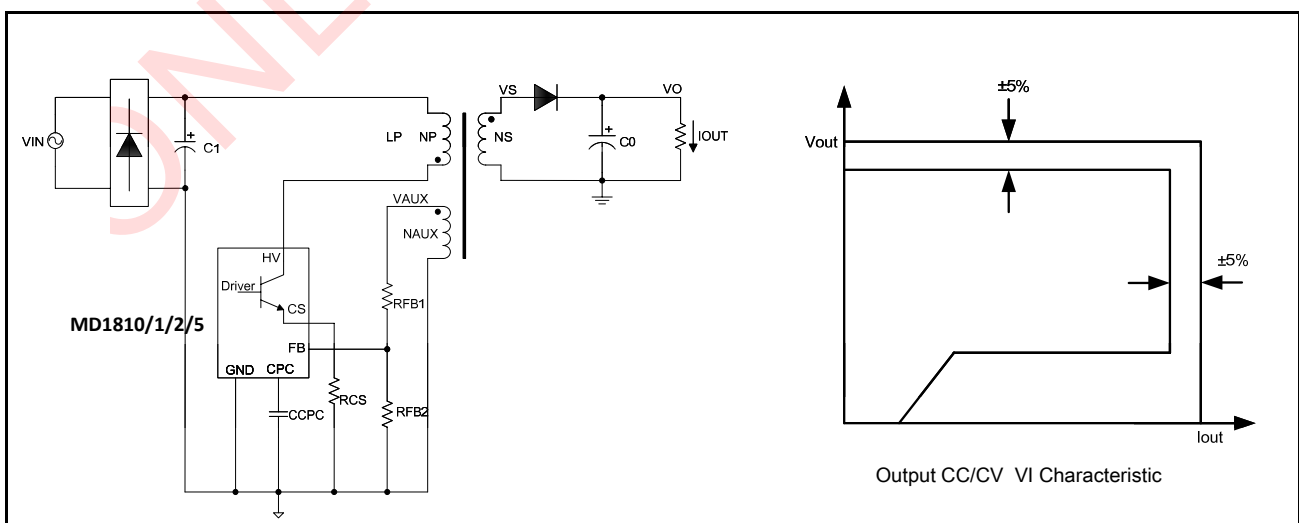 ONE
VIN
C1
LP
NP
NS
VS
VO
C0
IOUT
VAUX
NAUX
HV
Driver
CS
MD1810/1/2/5
FB
GND
CPC
RFB1
RFB2
CCPC
RCS
±5%
Vout
±5%
Iout
Output CC/CV VI Characteristic